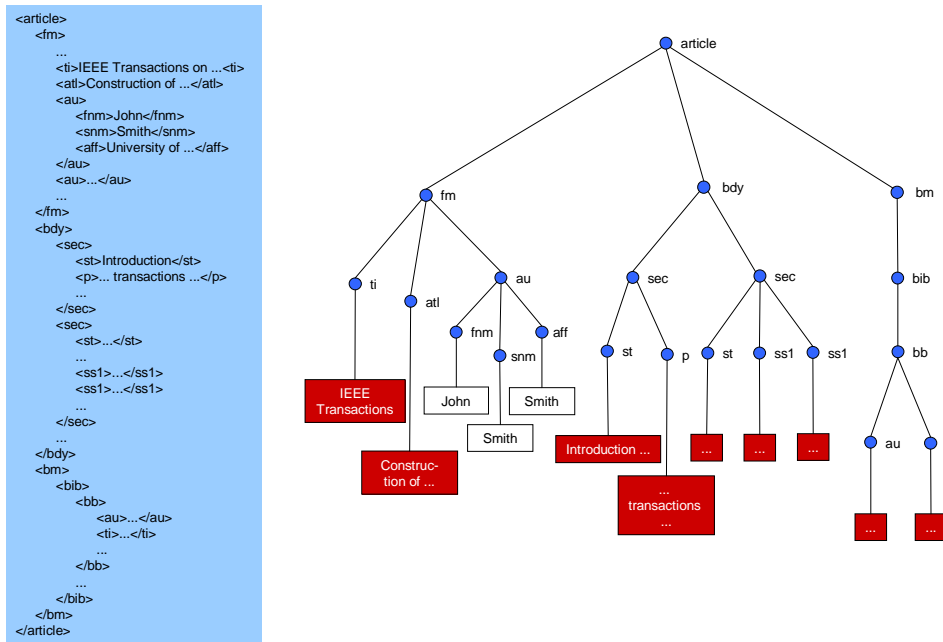 <article>
<fm>
...
<ti>IEEE Transactions on ...<ti>
<atl>Construction of ...</atl>
<au>
<fnm>John</fnm>
<snm>Smith</snm>
<aff>University of ...</aff>
</au>
<au>...</au>
...
</fm>
<bdy>
<sec>
<st>Introduction</st>
<p>... transactions ...</p>
...
</sec>
<sec>
<st>...</st>
...
<ss1>...</ss1>
<ss1>...</ss1>
...
</sec>
...
</bdy>
<bm>
<bib>
<bb>
<au>...</au>
<ti>...</ti>
...
</bb>
...
</bib>
</bm>
</article>
article
fm
bdy
bm
ti
atl
au
sec
sec
bib
fnm
snm
aff
st
p
st
ss1
ss1
bb
IEEE
Transactions
John
Smith
Smith
au
Introduction ...
...
...
...
Construc-
tion of ...
...
transactions
...
...
...